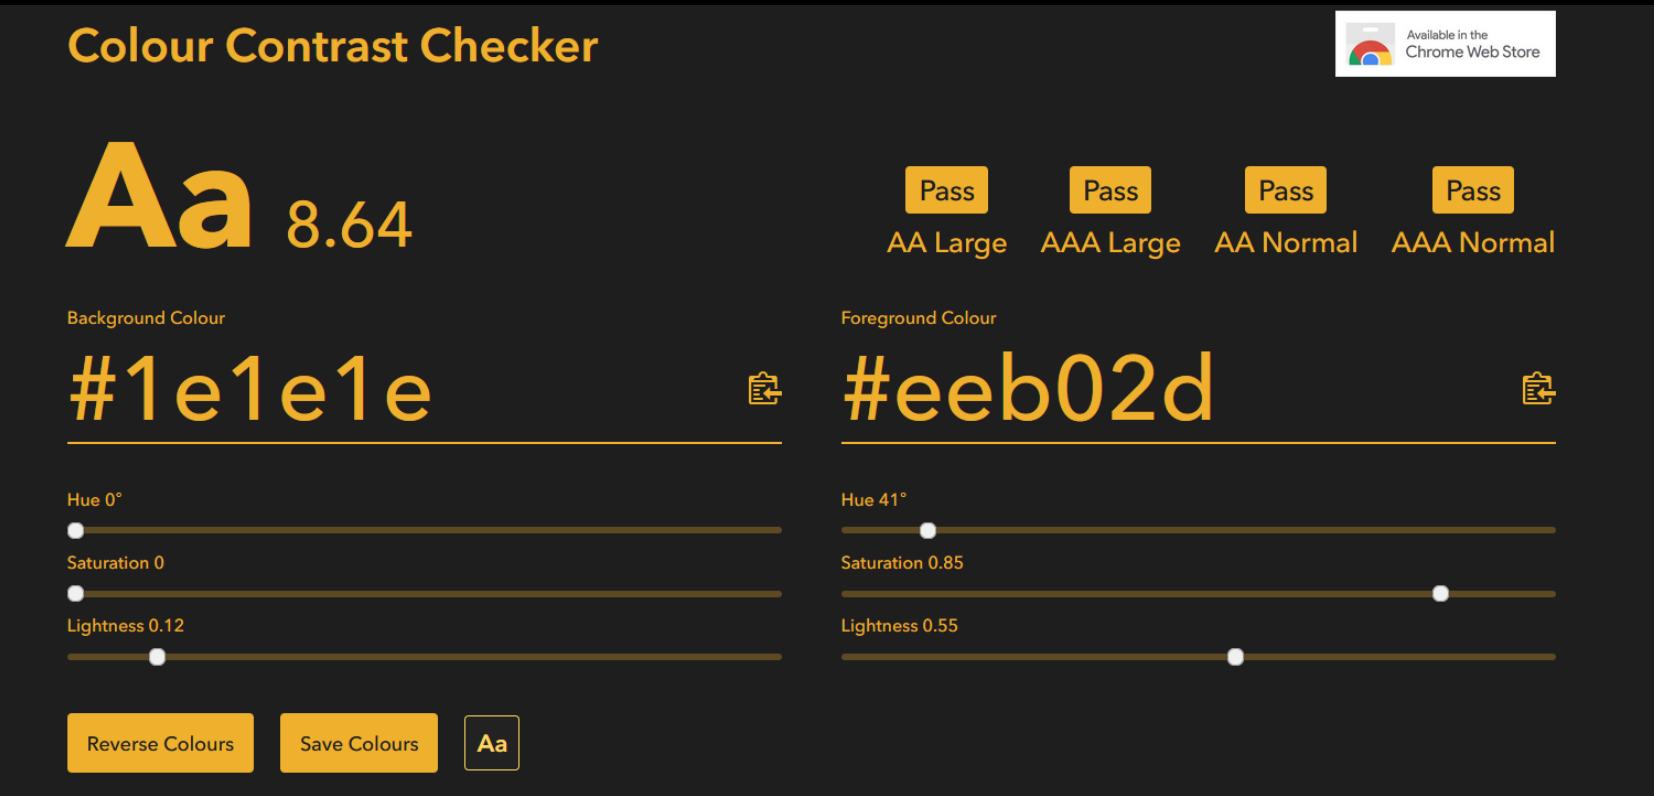 Colour Contrast Checker
Available in the
Chrome Web Store
Aa 8.64
Pass Pass Pass Pass
AA Large AAA Large AA Normal AAA Normal
Background Colour
#1e1e1e
Hue 0°
Saturation 0
Lightness 0.12
Foreground Colour
#eeb02d
Hue 41°
Saturation 0.85
Lightness 0.55
Reverse Colours Save Colours Aa